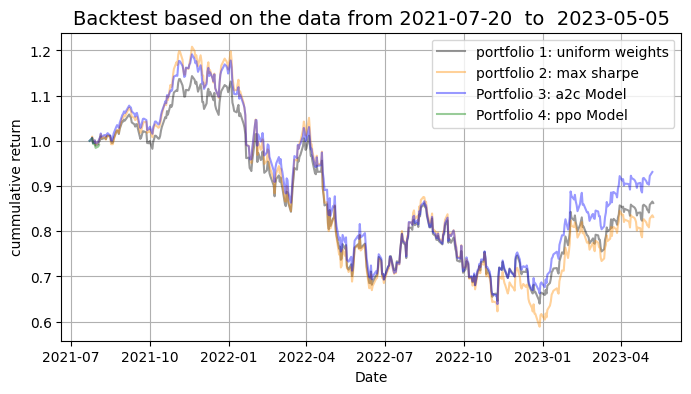 Backtest based on the data from 2021-07-20  to  2023-05-05
portfolio 1: uniform weights
portfolio 2: max sharpe
Portfolio 3: a2c Model
Portfolio 4: ppo Model
cummulative return
1.2
1.1
1.0
0.9
0.8
0.7
0.6
2021-07
2021-10
2022-01
2022-04
2022-07
2022-10
2023-01
2023-04
Date